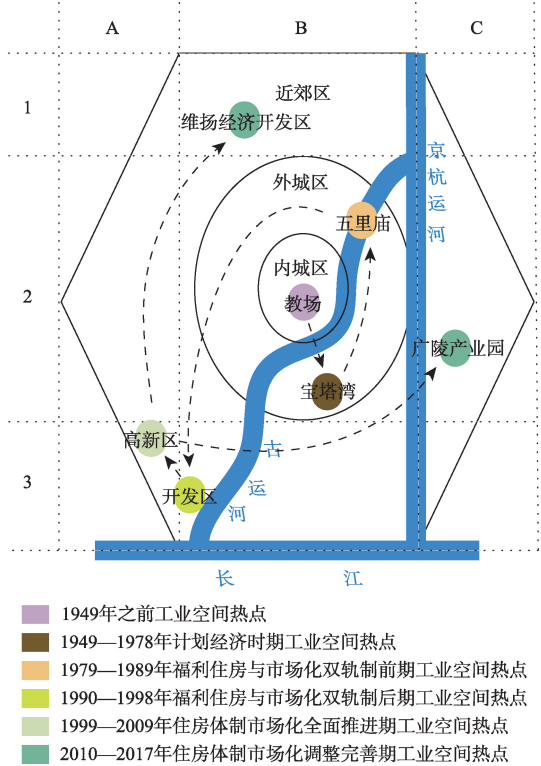 A B C
1
近郊区
维扬经济开发区
京杭运河
外城区
五里庙
2
内城区
教场
广陵产业园
宝塔湾
高新区
古运河
3
开发区
长江
1949年之前工业空间热点
1949—1978年计划经济时期工业空间热点
1979—1989年福利住房与市场化双轨制前期工业空间热点
1990—1998年福利住房与市场化双轨制后期工业空间热点
1999—2009年住房体制市场化全面推进期工业空间热点
2010—2017年住房体制市场化调整完善期工业空间热点